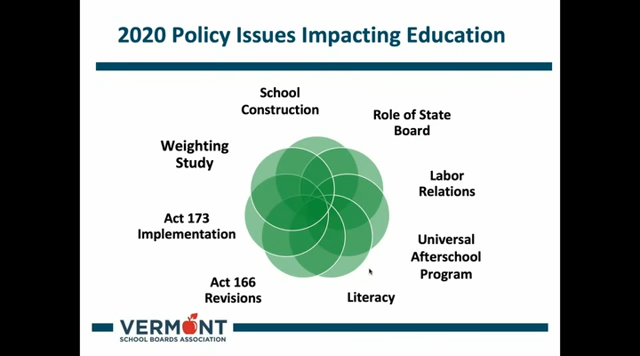 2020 Policy Issues Impacting Education
School
Construction
Role of State
Board
Weighting
Study
Labor
Relations
Act 173
Implementation
Universal
Afterschool
Program
Act 166
Revisions
Literacy
VERMONT
SCHOOL BOARDS ASSOCIATION